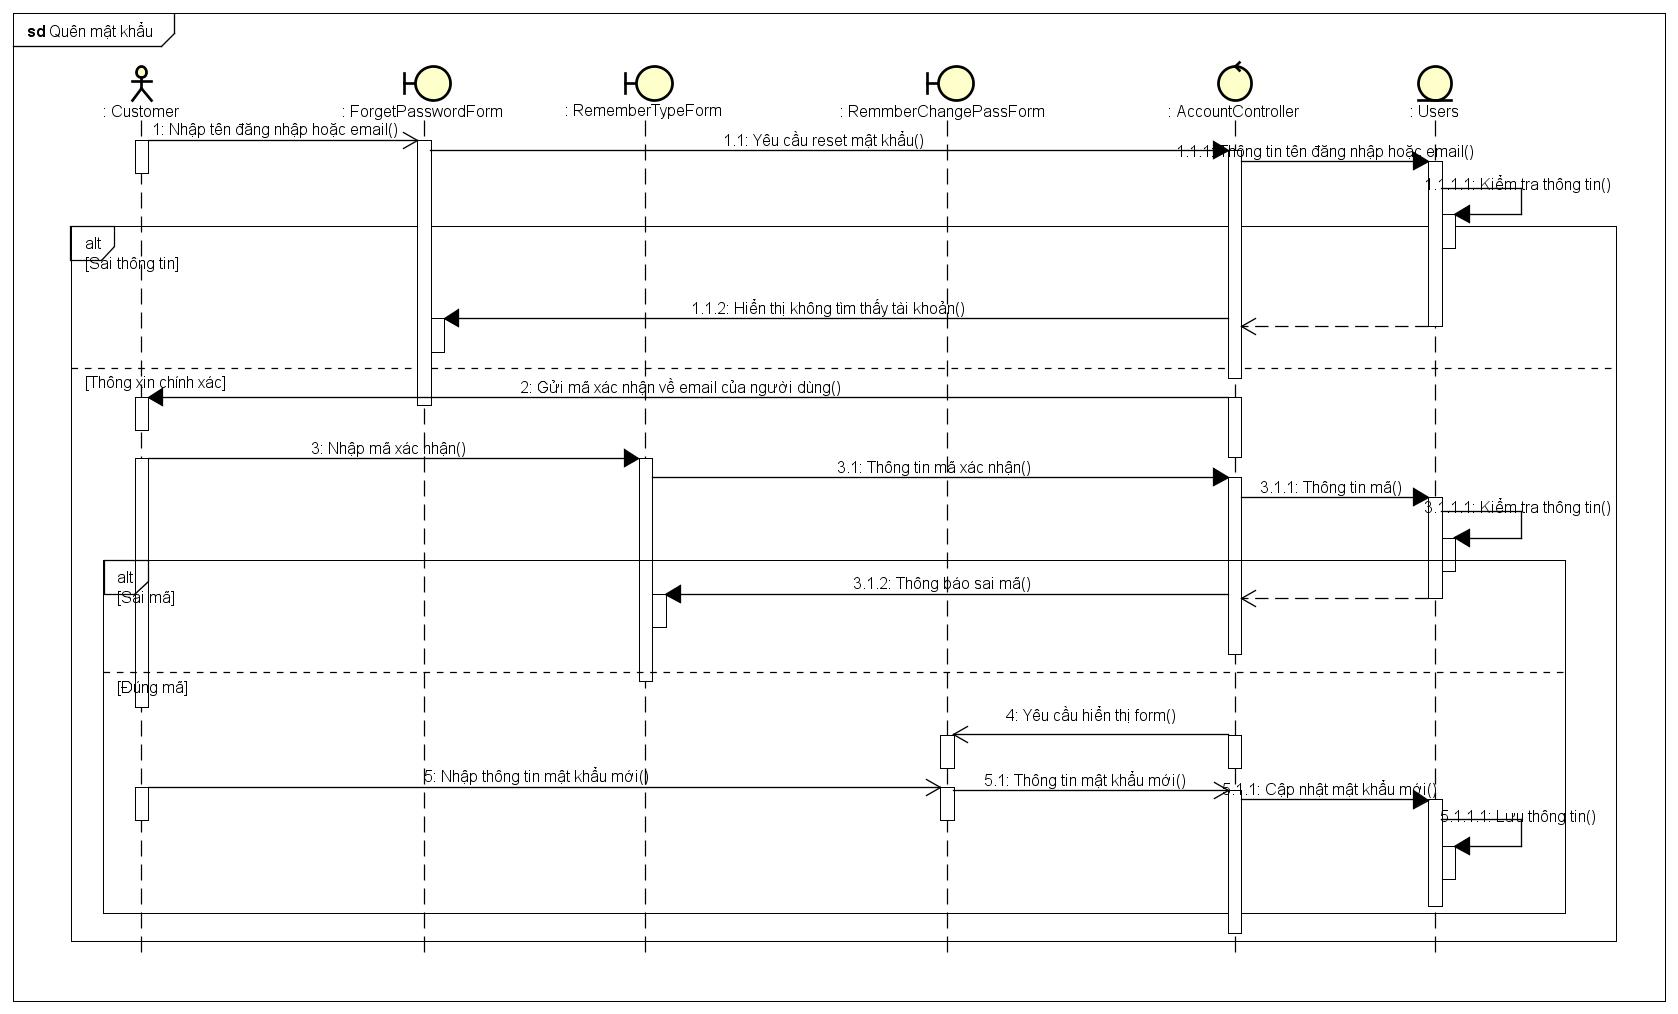 sd Quên mật khẩu
: Customer
: ForgetPasswordForm
: RememberTypeForm
: RemmberChangePassForm
: AccountController
: Users
1: Nhập tên đăng nhập hoặc email()
1.1: Yêu cầu reset mật khẩu()
1.1.1: Thông tin tên đăng nhập hoặc email()
1.1.1.1: Kiểm tra thông tin()
alt
[Sai thông tin]
1.1.2: Hiển thị không tìm thấy tài khoản()
[Thông xin chính xác]
2: Gửi mã xác nhận về email của người dùng()
3: Nhập mã xác nhận()
3.1: Thông tin mã xác nhận()
3.1.1: Thông tin mã()
3.1.1.1: Kiểm tra thông tin()
alt
[Sai mã]
3.1.2: Thông báo sai mã()
[Đúng mã]
4: Yêu cầu hiển thị form()
5: Nhập thông tin mật khẩu mới()
5.1: Thông tin mật khẩu mới()
5.1.1: Cập nhật mật khẩu mới()
5.1.1.1: Lưu thông tin()